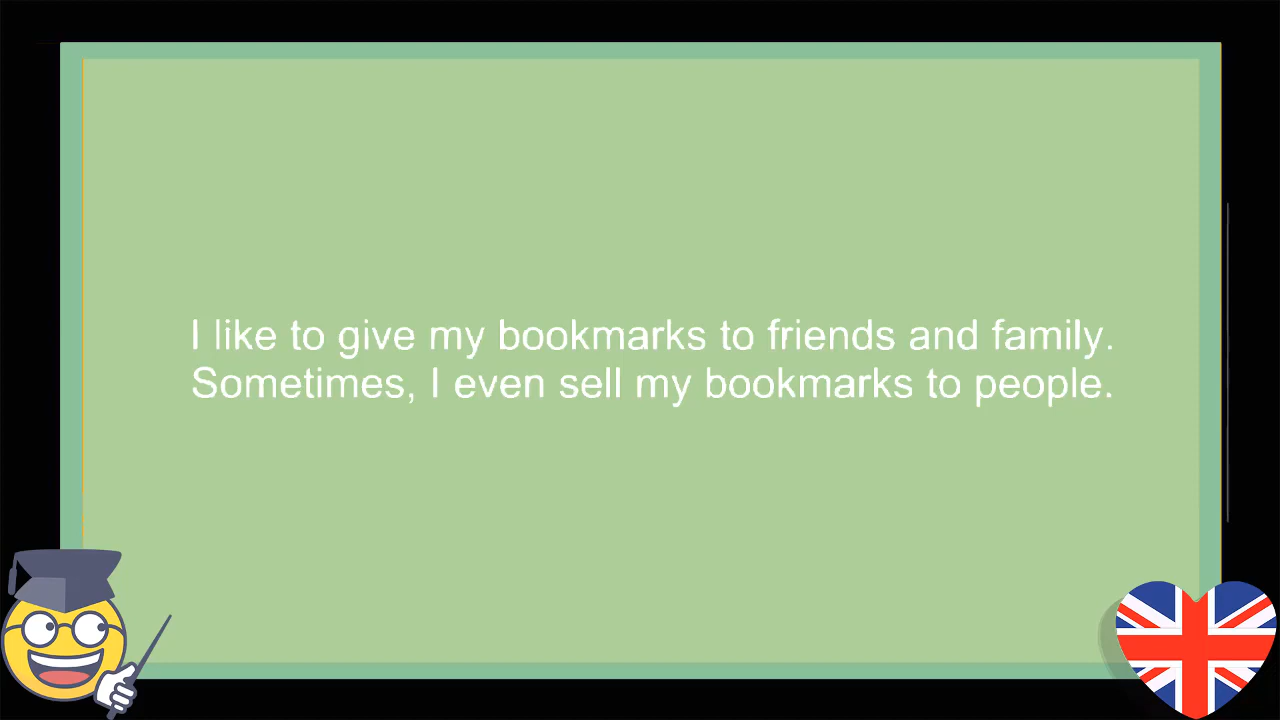 I like to give my bookmarks to friends and family.
Sometimes, I even sell my bookmarks to people.